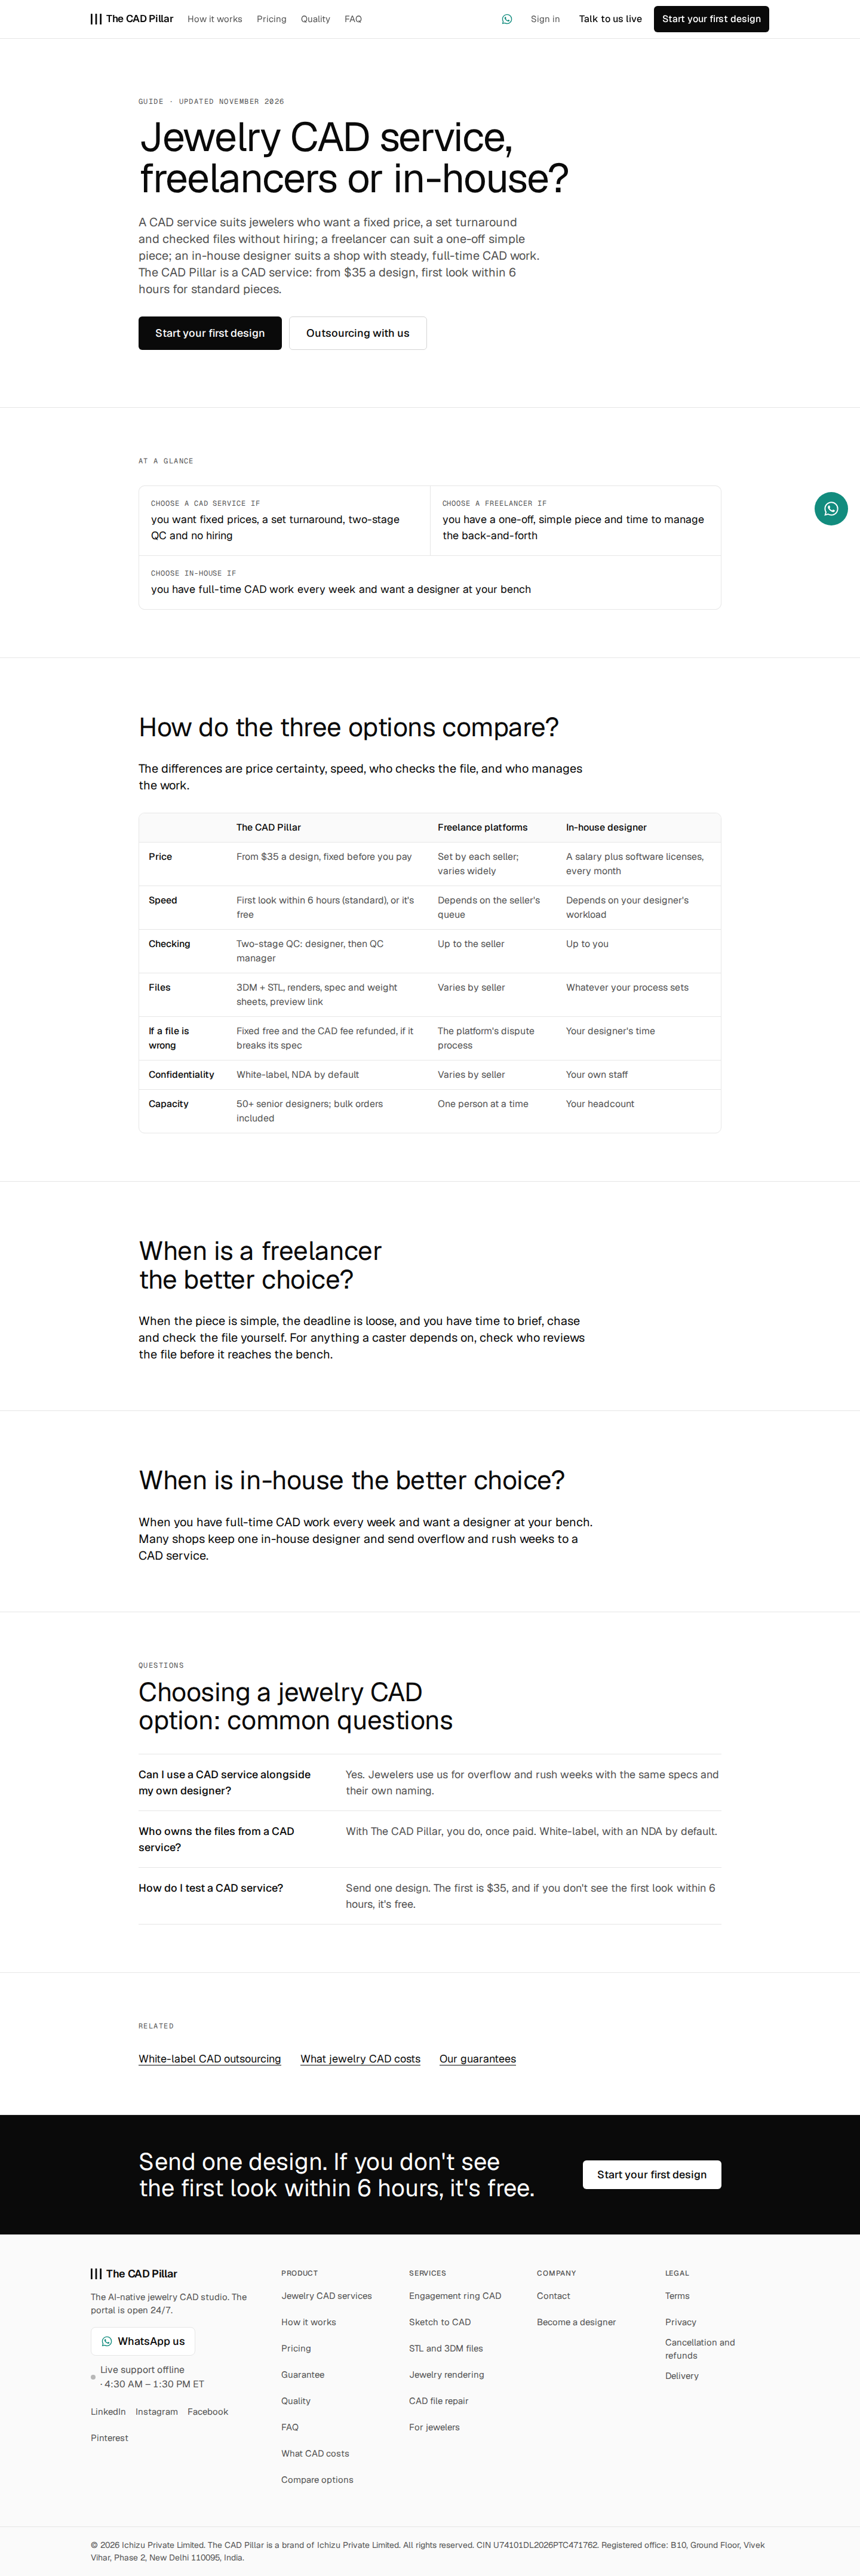 The CAD Pillar
How it works
Pricing
Quality
FAQ
Sign in
Talk to us live
Start your first design
GUIDE · UPDATED NOVEMBER 2026
Jewelry CAD service,
freelancers or in-house?
A CAD service suits jewelers who want a fixed price, a set turnaround
and checked files without hiring; a freelancer can suit a one-off simple
piece; an in-house designer suits a shop with steady, full-time CAD work.
The CAD Pillar is a CAD service: from $35 a design, first look within 6
hours for standard pieces.
Start your first design
Outsourcing with us
AT A GLANCE
CHOOSE A CAD SERVICE IF
you want fixed prices, a set turnaround, two-stage
QC and no hiring
CHOOSE A FREELANCER IF
you have a one-off, simple piece and time to manage
the back-and-forth
CHOOSE IN-HOUSE IF
you have full-time CAD work every week and want a designer at your bench
How do the three options compare?
The differences are price certainty, speed, who checks the file, and who manages
the work.
The CAD Pillar
Freelance platforms
In-house designer
Price
From $35 a design, fixed before you pay
Set by each seller;
varies widely
A salary plus software licenses,
every month
Speed
First look within 6 hours (standard), or it's
free
Depends on the seller's
queue
Depends on your designer's
workload
Checking
Two-stage QC: designer, then QC
manager
Up to the seller
Up to you
Files
3DM + STL, renders, spec and weight
sheets, preview link
Varies by seller
Whatever your process sets
If a file is
wrong
Fixed free and the CAD fee refunded, if it
breaks its spec
The platform's dispute
process
Your designer's time
Confidentiality
White-label, NDA by default
Varies by seller
Your own staff
Capacity
50+ senior designers; bulk orders
included
One person at a time
Your headcount
When is a freelancer
the better choice?
When the piece is simple, the deadline is loose, and you have time to brief, chase
and check the file yourself. For anything a caster depends on, check who reviews
the file before it reaches the bench.
When is in-house the better choice?
When you have full-time CAD work every week and want a designer at your bench.
Many shops keep one in-house designer and send overflow and rush weeks to a
CAD service.
QUESTIONS
Choosing a jewelry CAD
option: common questions
Can I use a CAD service alongside
my own designer?
Yes. Jewelers use us for overflow and rush weeks with the same specs and
their own naming.
Who owns the files from a CAD
service?
With The CAD Pillar, you do, once paid. White-label, with an NDA by default.
How do I test a CAD service?
Send one design. The first is $35, and if you don't see the first look within 6
hours, it's free.
RELATED
White-label CAD outsourcing
What jewelry CAD costs
Our guarantees
Send one design. If you don't see
the first look within 6 hours, it's free.
Start your first design
The CAD Pillar
The AI-native jewelry CAD studio. The
portal is open 24/7.
WhatsApp us
Live support offline
· 4:30 AM – 1:30 PM ET
LinkedIn
Instagram
Facebook
Pinterest
PRODUCT
Jewelry CAD services
How it works
Pricing
Guarantee
Quality
FAQ
What CAD costs
Compare options
SERVICES
Engagement ring CAD
Sketch to CAD
STL and 3DM files
Jewelry rendering
CAD file repair
For jewelers
COMPANY
Contact
Become a designer
LEGAL
Terms
Privacy
Cancellation and
refunds
Delivery
© 2026 Ichizu Private Limited. The CAD Pillar is a brand of Ichizu Private Limited. All rights reserved. CIN U74101DL2026PTC471762. Registered office: B10, Ground Floor, Vivek
Vihar, Phase 2, New Delhi 110095, India.